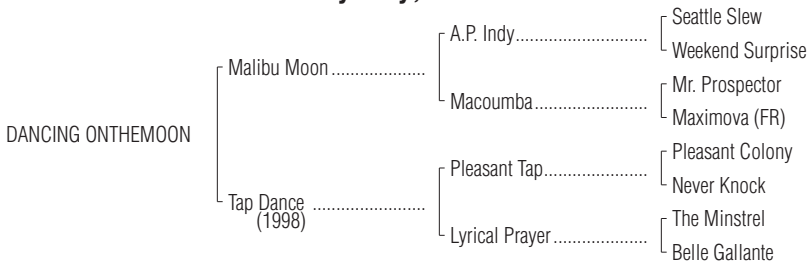 Seattle Slew
A.P. Indy
Weekend Surprise
Malibu Moon
Mr. Prospector
Macoumba
Maximova (FR)
DANCING ONTHEMOON
Pleasant Colony
Pleasant Tap
Never Knock
Tap Dance
(1998)
The Minstrel
Lyrical Prayer
Belle Gallante